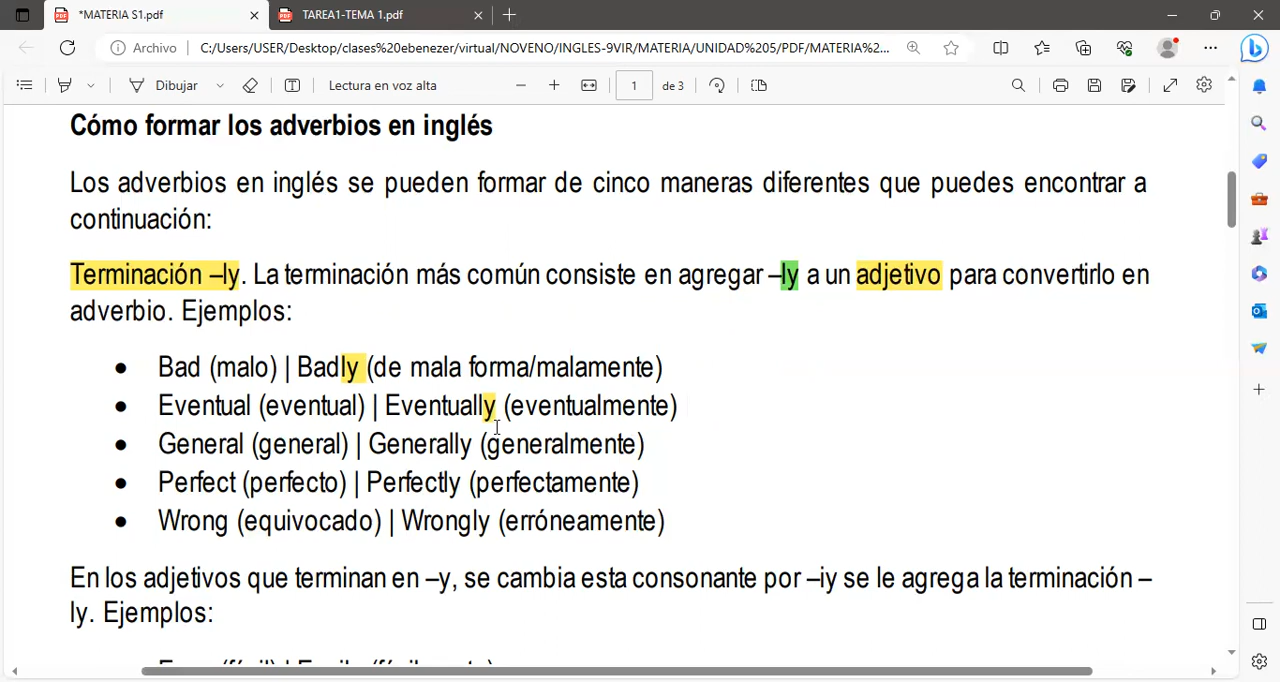 *MATERIA S1.pdf
TAREA1-TEMA 1.pdf
Archivo
C:/Users/USER/Desktop/clases%20ebenezer/virtual/NOVENO/INGLES-9VIR/MATERIA/UNIDAD%205/PDF/MATERIA%2...
Dibujar
Lectura en voz alta
1
de 3
Cómo formar los adverbios en inglés
Los adverbios en inglés se pueden formar de cinco maneras diferentes que puedes encontrar a
continuación:
Terminación –ly. La terminación más común consiste en agregar –ly a un adjetivo para convertirlo en
adverbio. Ejemplos:
• Bad (malo) | Badly (de mala forma/malamente)
• Eventual (eventual) | Eventually (eventualmente)
• General (general) | Generally (generalmente)
• Perfect (perfecto) | Perfectly (perfectamente)
• Wrong (equivocado) | Wrongly (erróneamente)
En los adjetivos que terminan en –y, se cambia esta consonante por –iy se le agrega la terminación –
ly. Ejemplos: